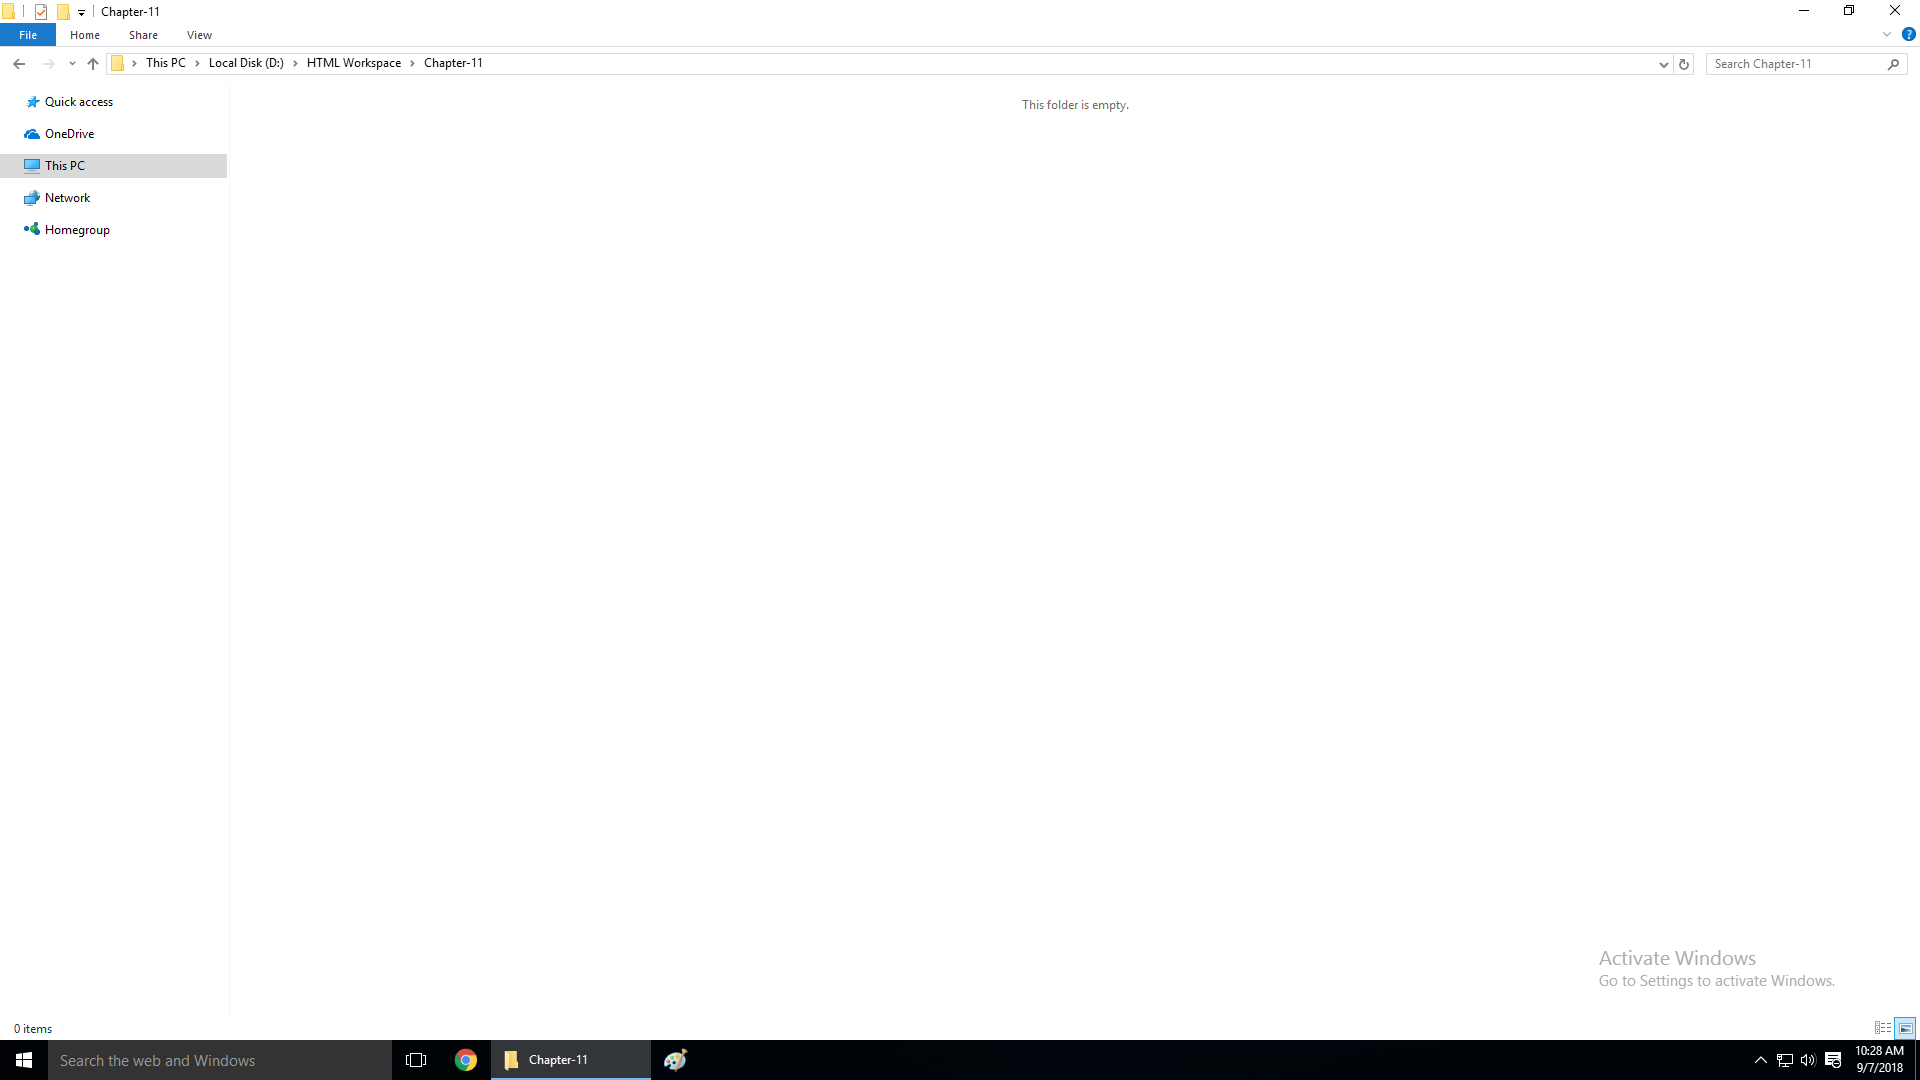 Chapter-11
File Home Share View
This PC Local Disk (D:) HTML Workspace Chapter-11
Search Chapter-11
Quick access
OneDrive
This PC
Network
Homegroup
This folder is empty.
Activate Windows
Go to Settings to activate Windows.
0 items
Search the web and Windows
Chapter-11
10:28 AM
9/7/2018